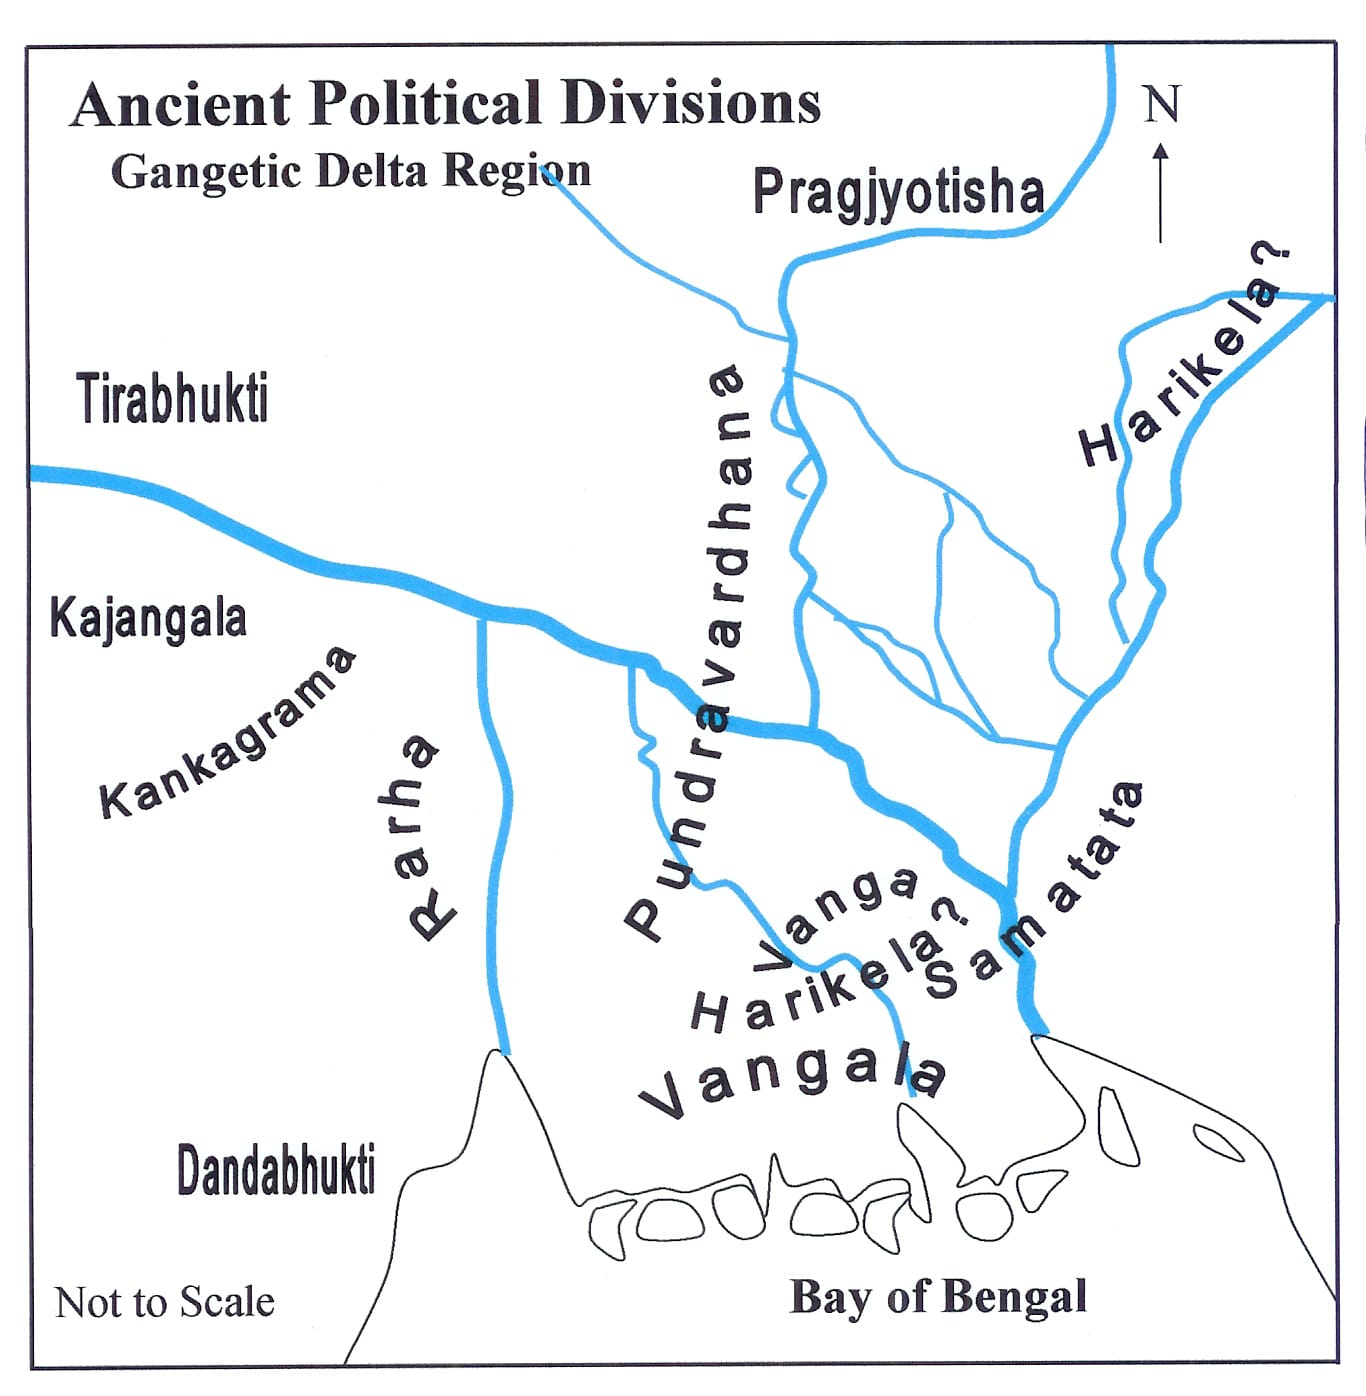 Ancient Political Divisions
Gangetic Delta Region
N
Pragjyotisha
Harikela?
Tirabhukti
Pundravardhana
Kajangala
Kankagrama
Rarha
Vanga
Harikela?
Samatata
Vangala
Dandabhukti
Not to Scale
Bay of Bengal